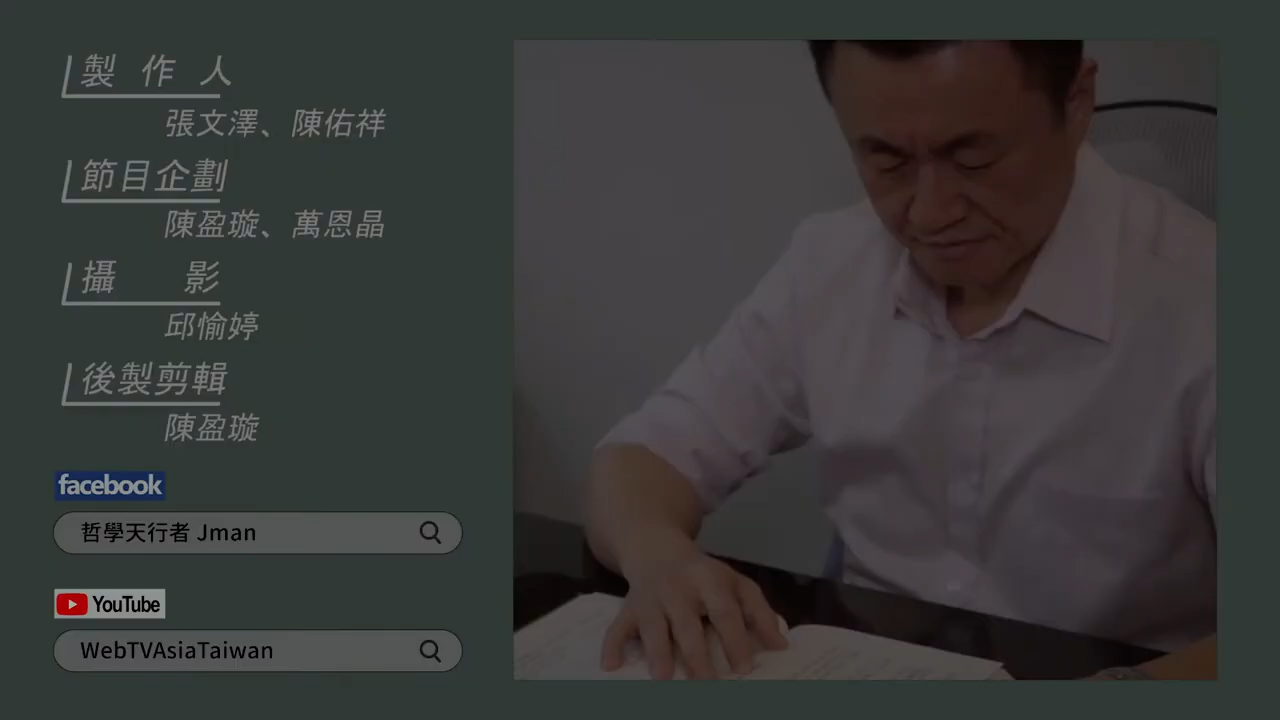 製作人
張文澤、陳佑祥
節目企劃
陳盈璇、萬恩晶
攝影
邱愉婷
後製剪輯
陳盈璇
facebook
哲學天行者 Jman
YouTube
WebTVAsiaTaiwan